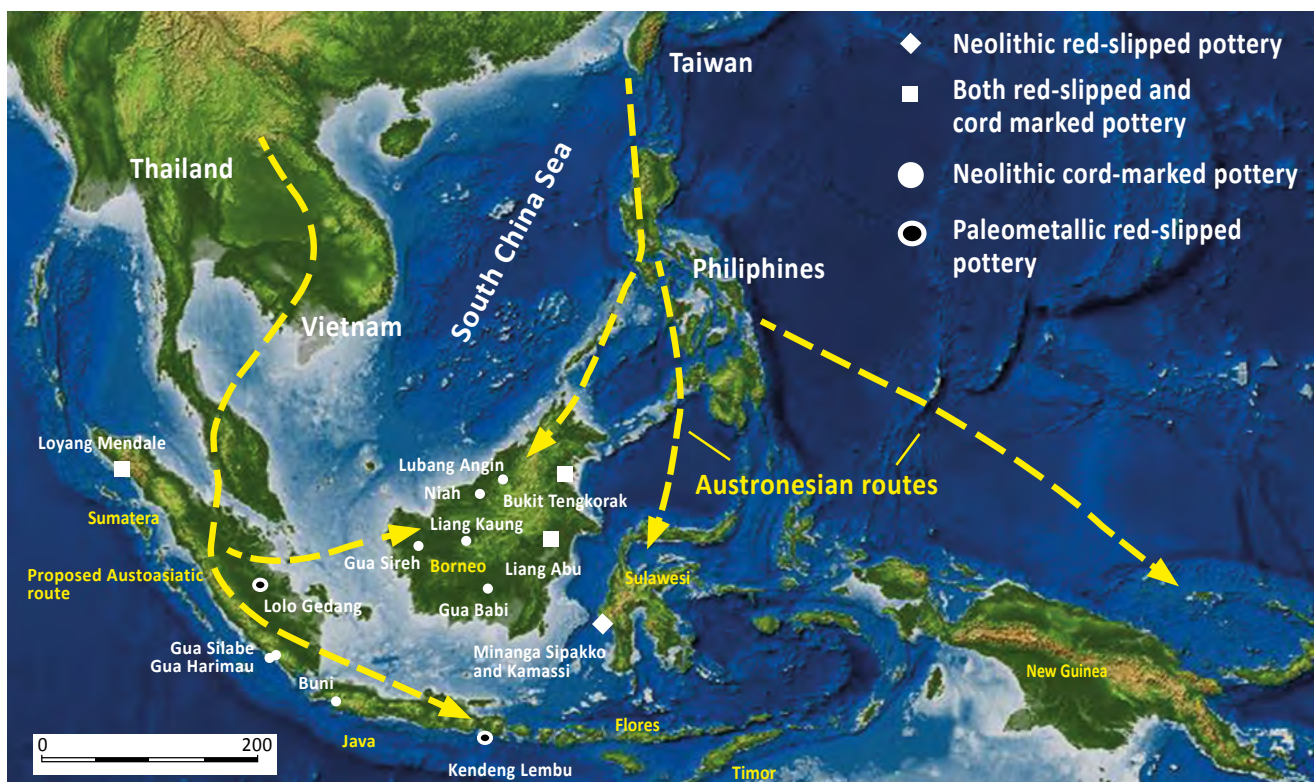 Taiwan
Neolithic red-slipped pottery
Both red-slipped and
cord marked pottery
Neolithic cord-marked pottery
Paleometallic red-slipped
pottery
Thailand
South China Sea
Philiphines
Vietnam
Loyang Mendale
Sumatera
Lubang Angin
Niah
Bukit Tengkorak
Austronesian routes
Liang Kaung
Gua Sireh
Borneo
Liang Abu
Proposed Austoasiatic
route
Lolo Gedang
Gua Babi
Sulawesi
Gua Silabe
Gua Harimau
Minanga Sipakko
and Kamassi
New Guinea
Buni
Java
Flores
Kendeng Lembu
Timor
0 200